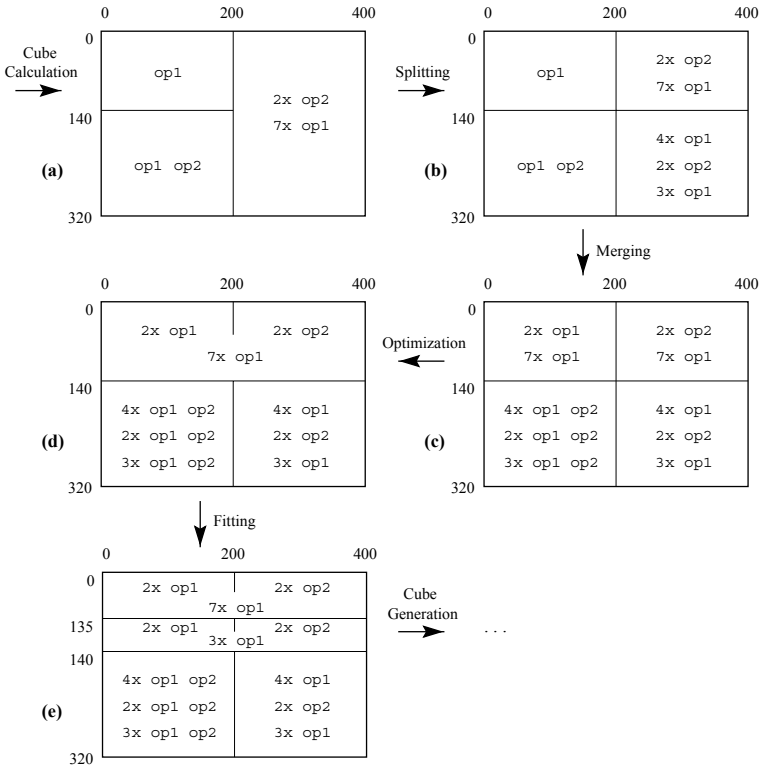 0 200 400
0
Cube
Calculation
op1
2x op2
7x op1
140
(a)
op1 op2
320
Splitting
0 200 400
0
op1
2x op2
7x op1
140
(b)
op1 op2
4x op1
2x op2
3x op1
320
Merging
0 200 400
0
2x op1
7x op1
2x op2
7x op1
140
(c)
4x op1 op2
2x op1 op2
3x op1 op2
4x op1
2x op2
3x op1
320
Optimization
0 200 400
0
2x op1 2x op2
7x op1
140
(d)
4x op1 op2
2x op1 op2
3x op1 op2
4x op1
2x op2
3x op1
320
Fitting
0 200 400
0
2x op1 2x op2
7x op1
135
2x op1 2x op2
3x op1
140
(e)
4x op1 op2
2x op1 op2
3x op1 op2
4x op1
2x op2
3x op1
320
Cube
Generation
. . .